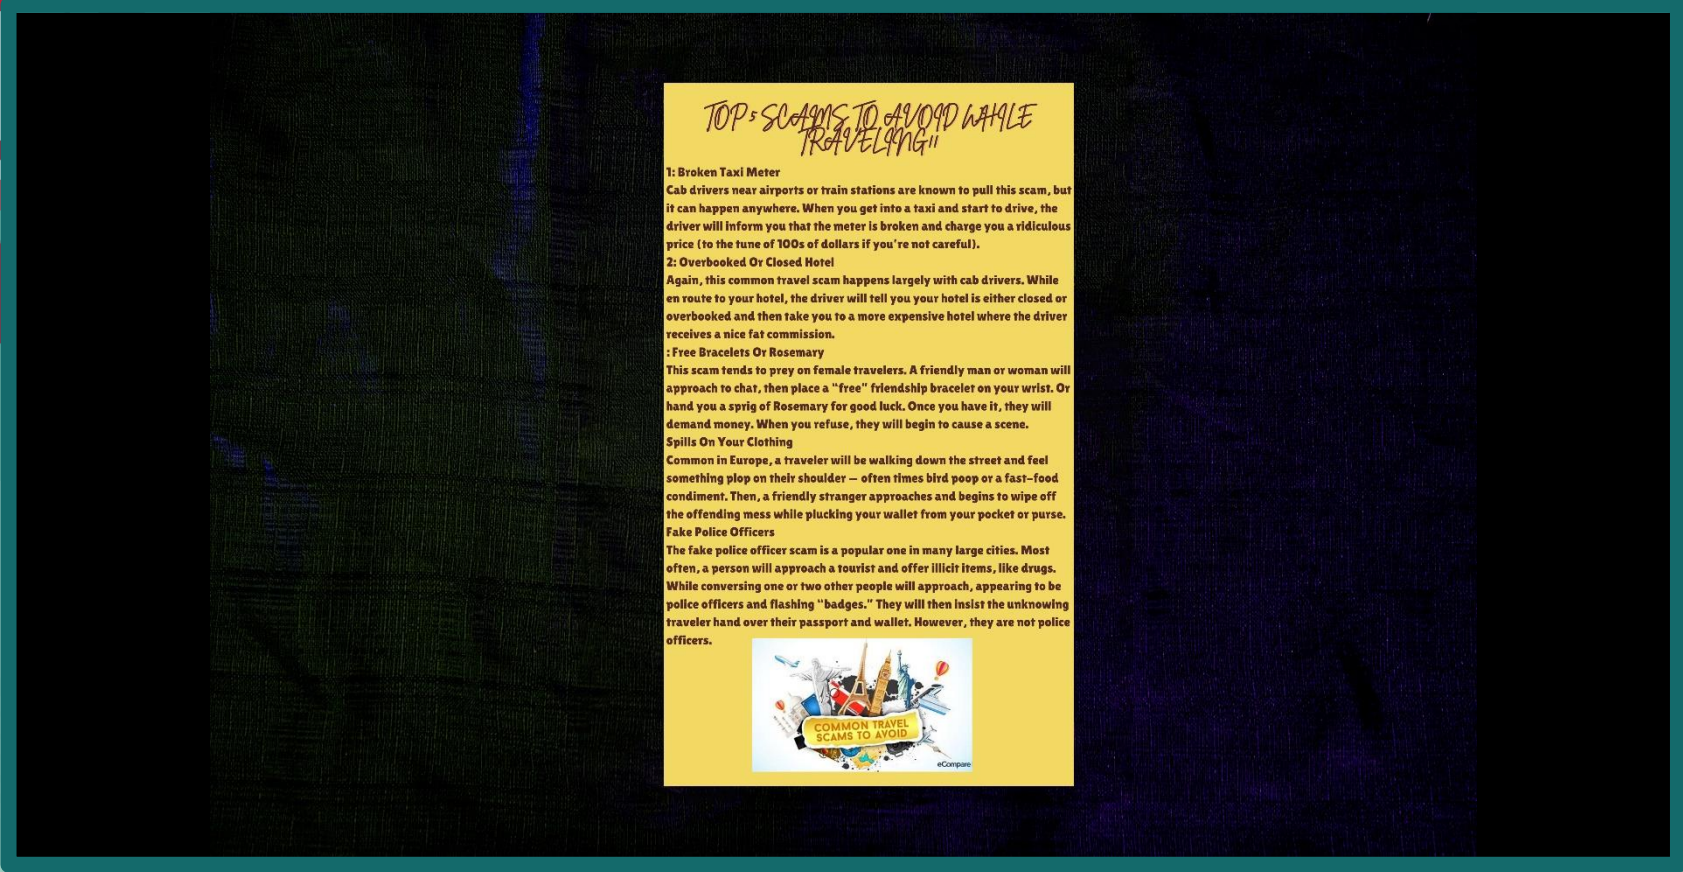 TOP 5 SCAMS TO AVOID WHILE
TRAVELING!!
1: Broken Taxi Meter
Cab drivers near airports or train stations are known to pull this scam, but
it can happen anywhere. When you get into a taxi and start to drive, the
driver will inform you that the meter is broken and charge you a ridiculous
price (to the tune of 100s of dollars if you're not careful).
2: Overbooked Or Closed Hotel
Again, this common travel scam happens largely with cab drivers. While
en route to your hotel, the driver will tell you your hotel is either closed or
overbooked and then take you to a more expensive hotel where the driver
receives a nice fat commission.
: Free Bracelets Or Rosemary
This scam tends to prey on female travelers. A friendly man or woman will
approach to chat, then place a "free" friendship bracelet on your wrist. Or
hand you a sprig of Rosemary for good luck. Once you have it, they will
demand money. When you refuse, they will begin to cause a scene.
Spills On Your Clothing
Common in Europe, a traveler will be walking down the street and feel
something plop on their shoulder — often times bird poop or a fast-food
condiment. Then, a friendly stranger approaches and begins to wipe off
the offending mess while plucking your wallet from your pocket or purse.
Fake Police Officers
The fake police officer scam is a popular one in many large cities. Most
often, a person will approach a tourist and offer illicit items, like drugs.
While conversing one or two other people will approach, appearing to be
police officers and flashing "badges." They will then insist the unknowing
traveler hand over their passport and wallet. However, they are not police
officers.
COMMON TRAVEL
SCAMS TO AVOID
eCompare